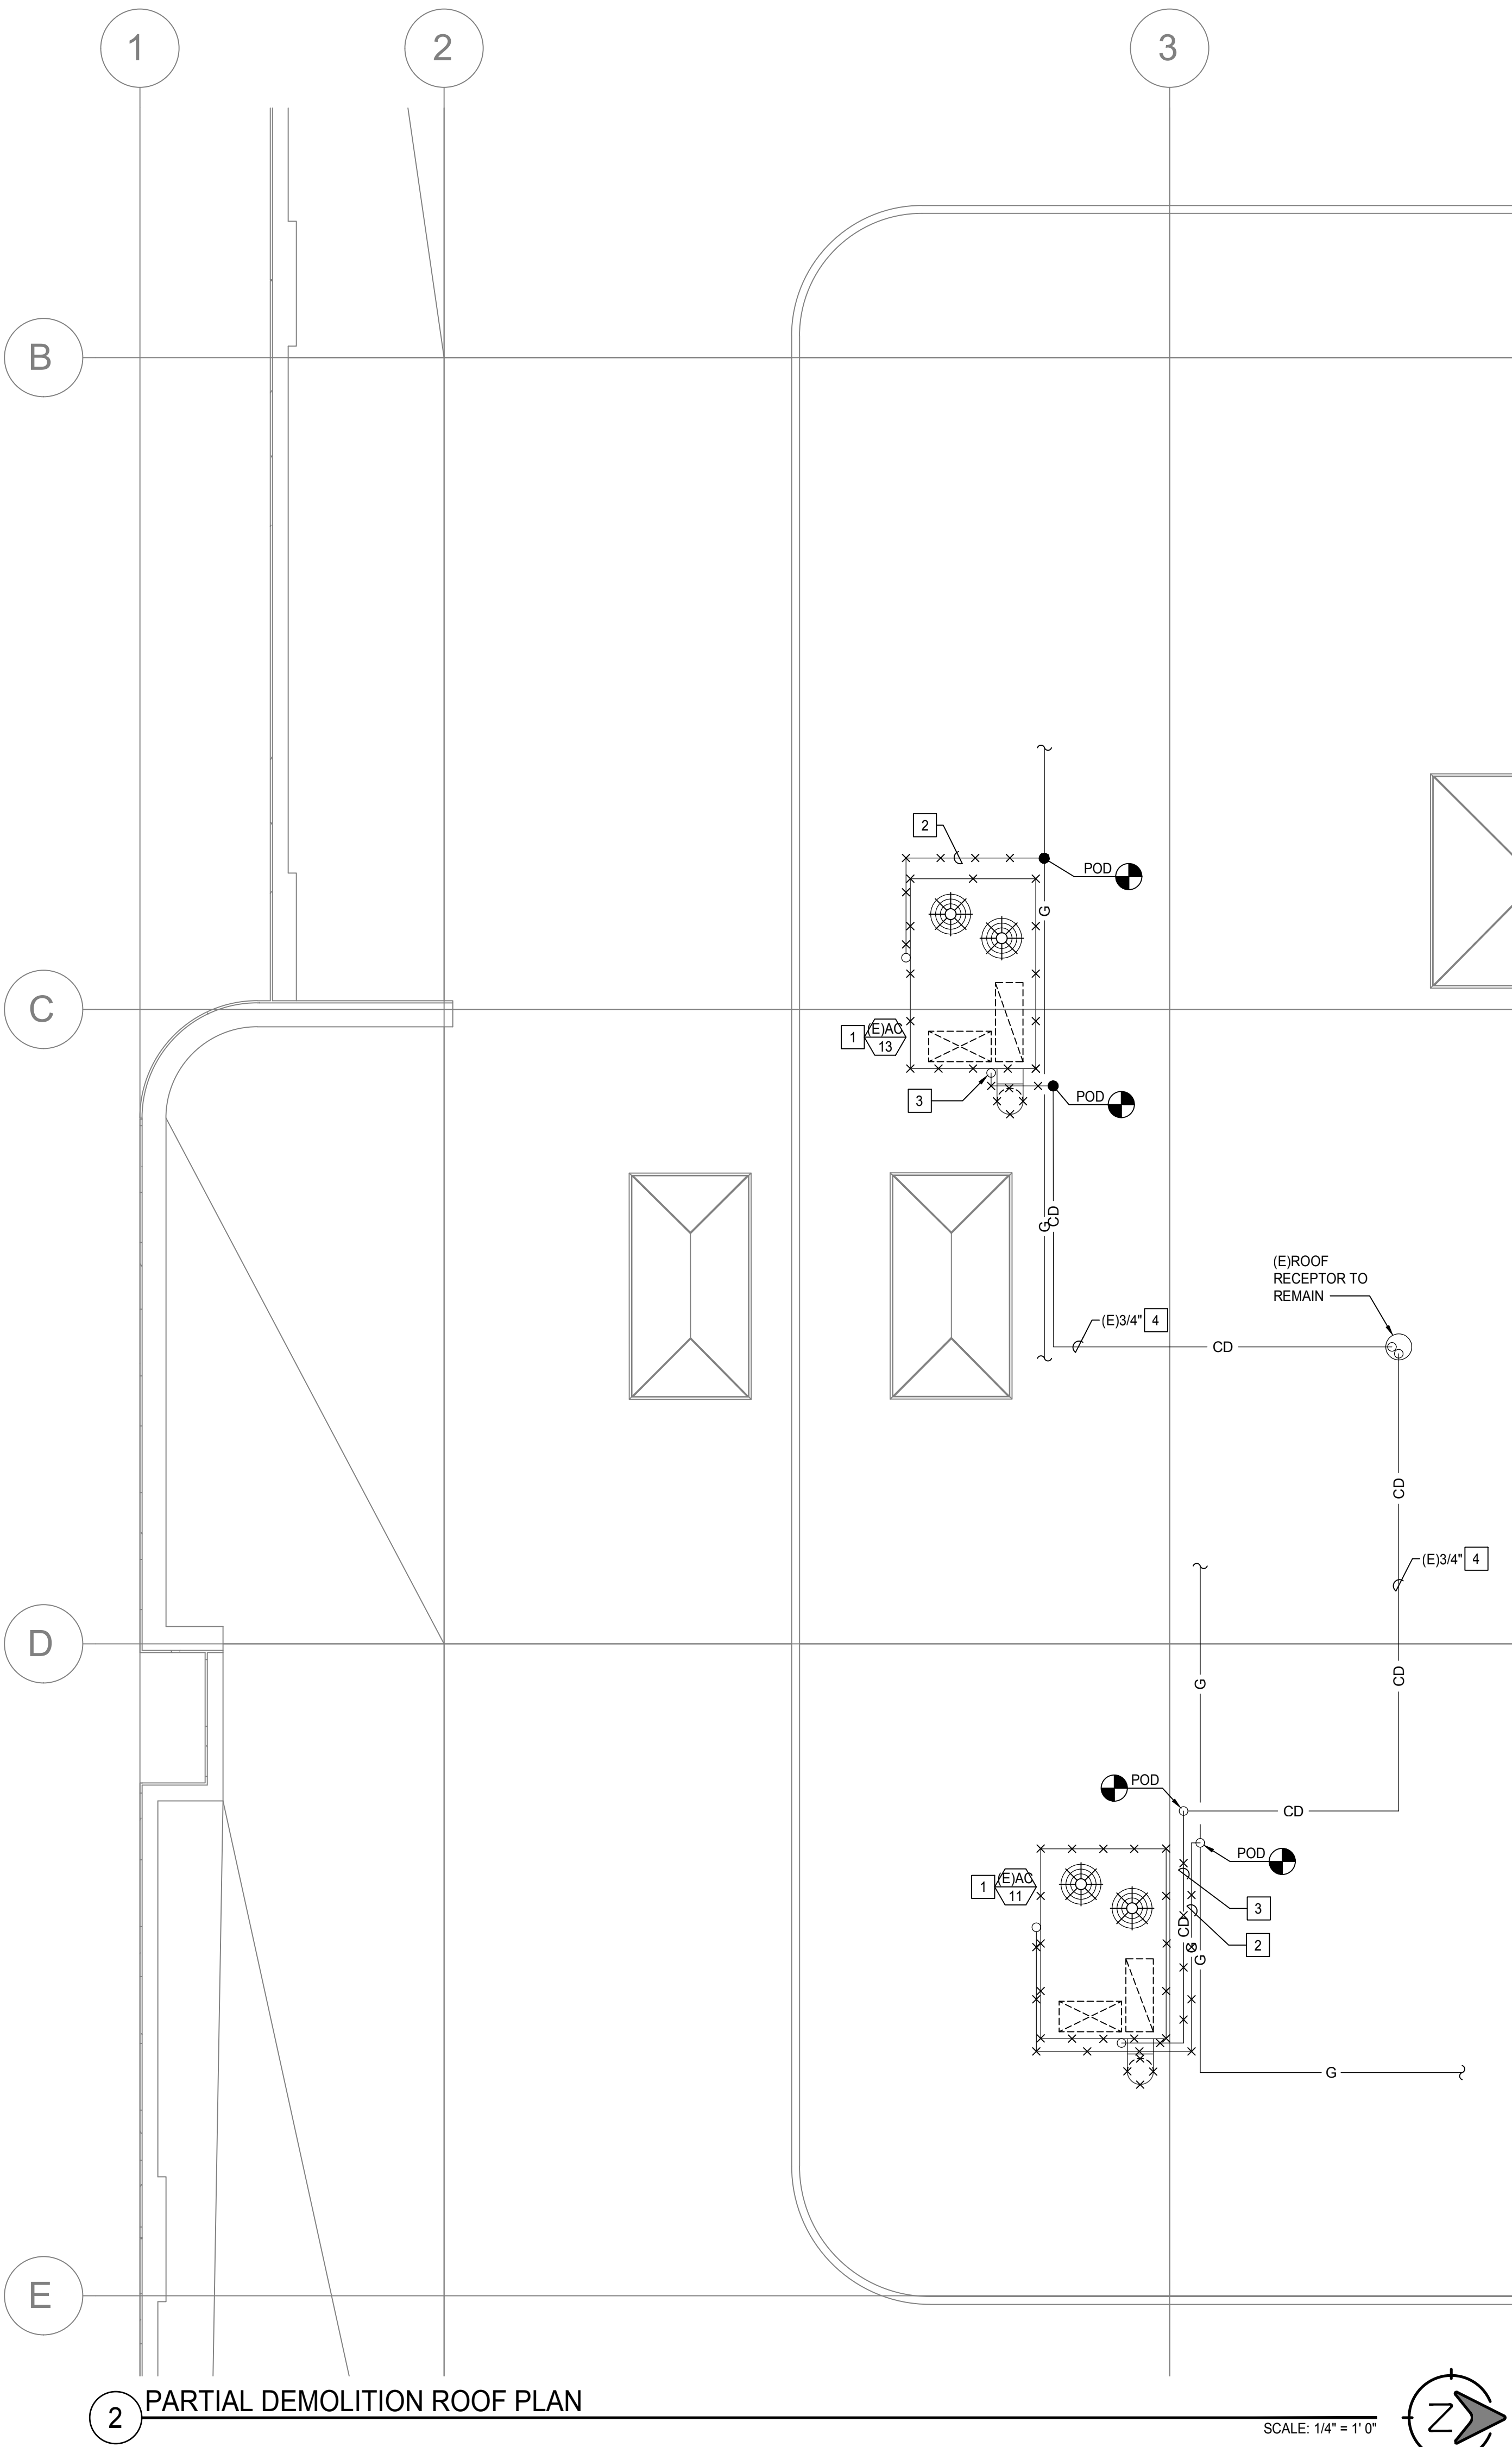 1
2
3
B
2
POD
G
C
1
(E)AC
13
3
POD
G
CD
(E)ROOF
RECEPTOR TO
REMAIN
(E)3/4" 4
CD
CD
(E)3/4" 4
D
G
CD
POD
CD
POD
1
(E)AC
11
3
2
CD
G
G
G
E
2
PARTIAL DEMOLITION ROOF PLAN
SCALE: 1/4" = 1' 0"
Z